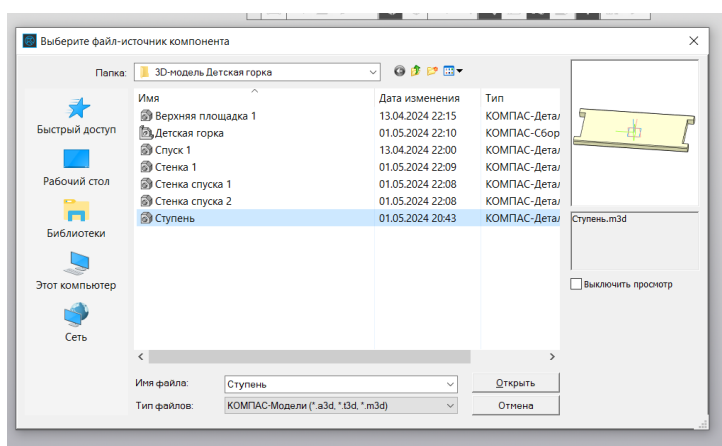 Выберите файл-источник компонента
Папка: 3D-модель Детская горка
Быстрый доступ
Рабочий стол
Библиотеки
Этот компьютер
Сеть
Имя Дата изменения Тип
Верхняя площадка 1 13.04.2024 22:15 КОМПАС-Детал
Детская горка 01.05.2024 22:10 КОМПАС-Сбор
Спуск 1 13.04.2024 22:00 КОМПАС-Детал
Стенка 1 01.05.2024 22:09 КОМПАС-Детал
Стенка спуска 1 01.05.2024 22:08 КОМПАС-Детал
Стенка спуска 2 01.05.2024 22:08 КОМПАС-Детал
Ступень 01.05.2024 20:43 КОМПАС-Детал
Ступень.m3d
Выключить просмотр
Имя файла: Ступень Открыть
Тип файлов: КОМПАС-Модели (*.a3d, *.t3d, *.m3d) Отмена